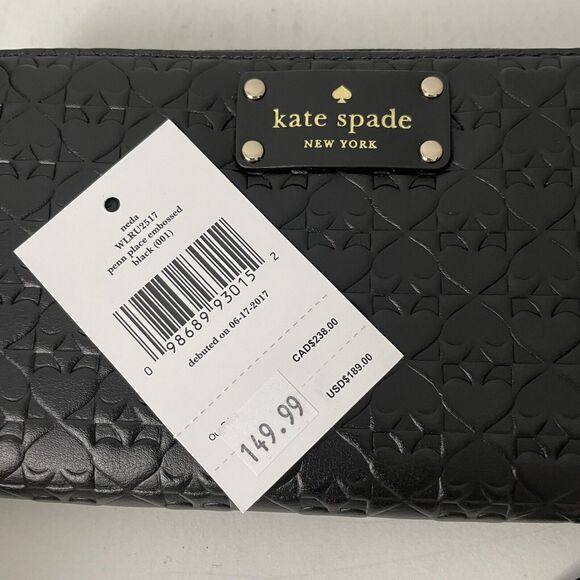 kate spade
NEW YORK
neda
WLRU2517
penn place embossed
black (001)
0 98689 93015 2
debuted on 06-17-2017
CAD$238.00
USD$189.00
149.99